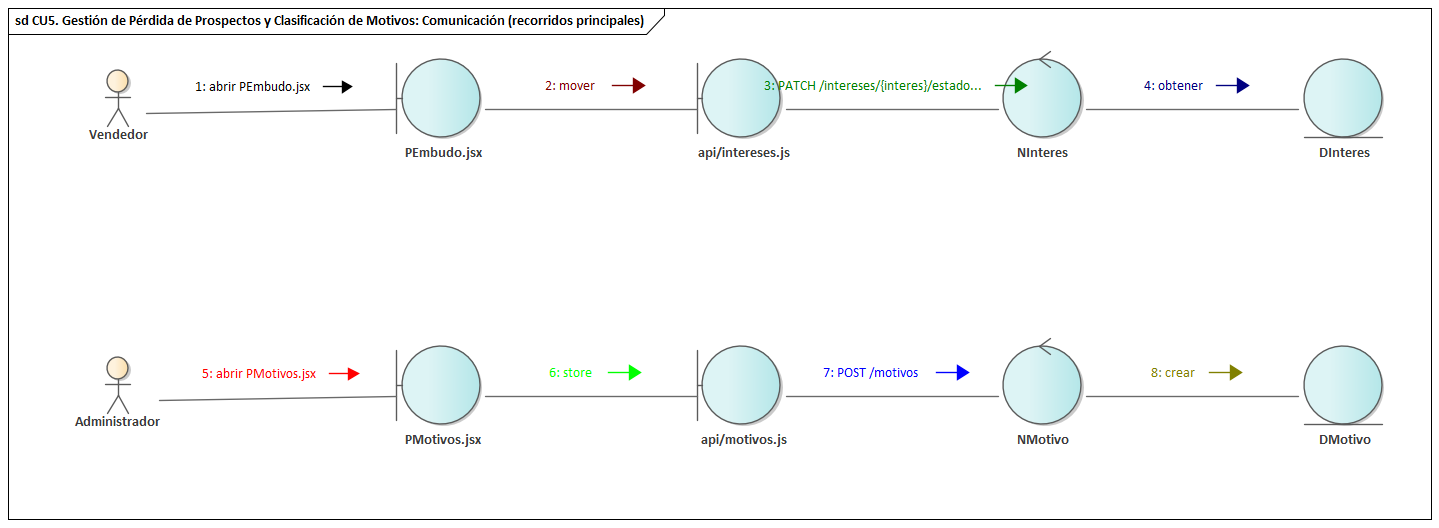 sd CU5. Gestión de Pérdida de Prospectos y Clasificación de Motivos: Comunicación (recorridos principales)
1: abrir PEmbudo.jsx
2: mover
3: PATCH /intereses/{interes}/estado...
4: obtener
Vendedor
PEmbudo.jsx
api/intereses.js
NInteres
DInteres
5: abrir PMotivos.jsx
6: store
7: POST /motivos
8: crear
Administrador
PMotivos.jsx
api/motivos.js
NMotivo
DMotivo